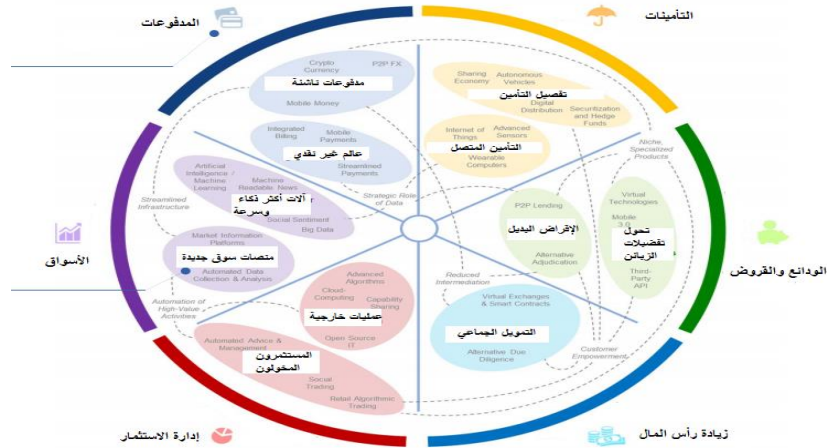 المدفوعات
التأمينات
Crypto
Currency
P2P FX
مدفوعات ناشئة
Mobile Money
Sharing
Economy
Autonomous
Vehicles
تفصيل التأمين
Digital
Distribution
Securitization
and Hedge
Funds
Integrated
Billing
Mobile
Payments
عالم غير نقدي
Streamlined
Payments
Internet of
Things
Advanced
Sensors
التأمين المتصل
Wearable
Computers
Niche,
Specialized
Products
Artificial
Intelligence /
Machine
Learning
Machine
Readable News
آلات أكثر ذكاء
وسرعة
Social Sentiment
Big Data
Streamlined
Infrastructure
Strategic Role
of Data
P2P Lending
الإقراض البديل
Alternative
Adjudication
Virtual
Technologies
Mobile
3.0
تحول
تفضيلات
الزبائن
Third-
Party
API
الأسواق
الودائع والقروض
Market Information
Platforms
منصات سوق جديدة
Automated Data
Collection & Analysis
Automation of
High-Value
Activities
Advanced
Algorithms
Cloud-
Computing
Capability
Sharing
عمليات خارجية
Open Source
IT
Reduced
Intermediation
Virtual Exchanges
& Smart Contracts
التمويل الجماعي
Alternative Due
Diligence
Customer
Empowerment
Automated Advice &
Management
المستثمرون
المخولون
Social
Trading
Retail Algorithmic
Trading
إدارة الاستثمار
زيادة رأس المال